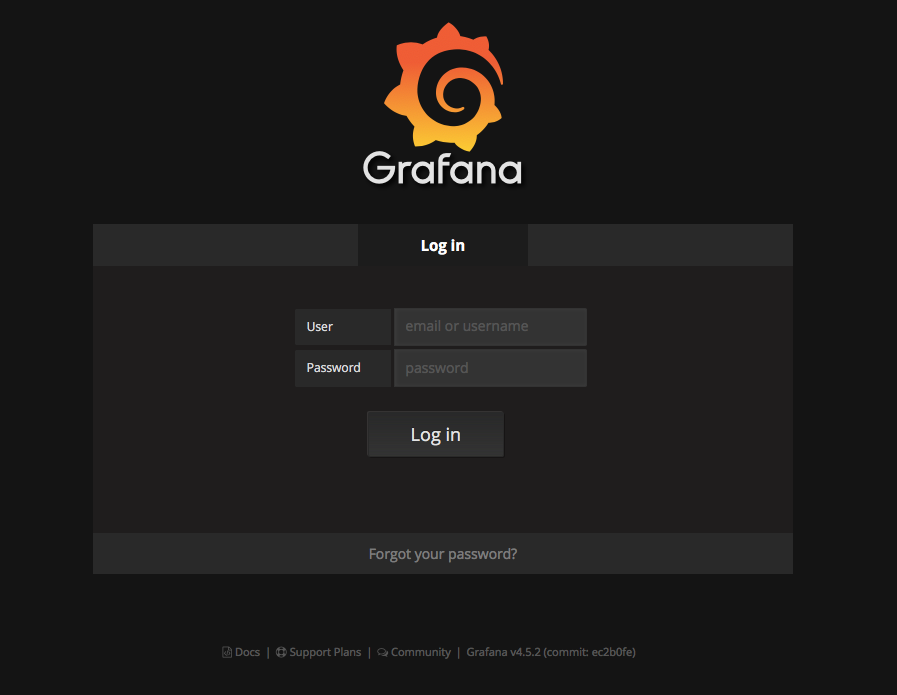 Grafana
Log in
User
email or username
Password
password
Log in
Forgot your password?
Docs | Support Plans | Community | Grafana v4.5.2 (commit: ec2b0fe)